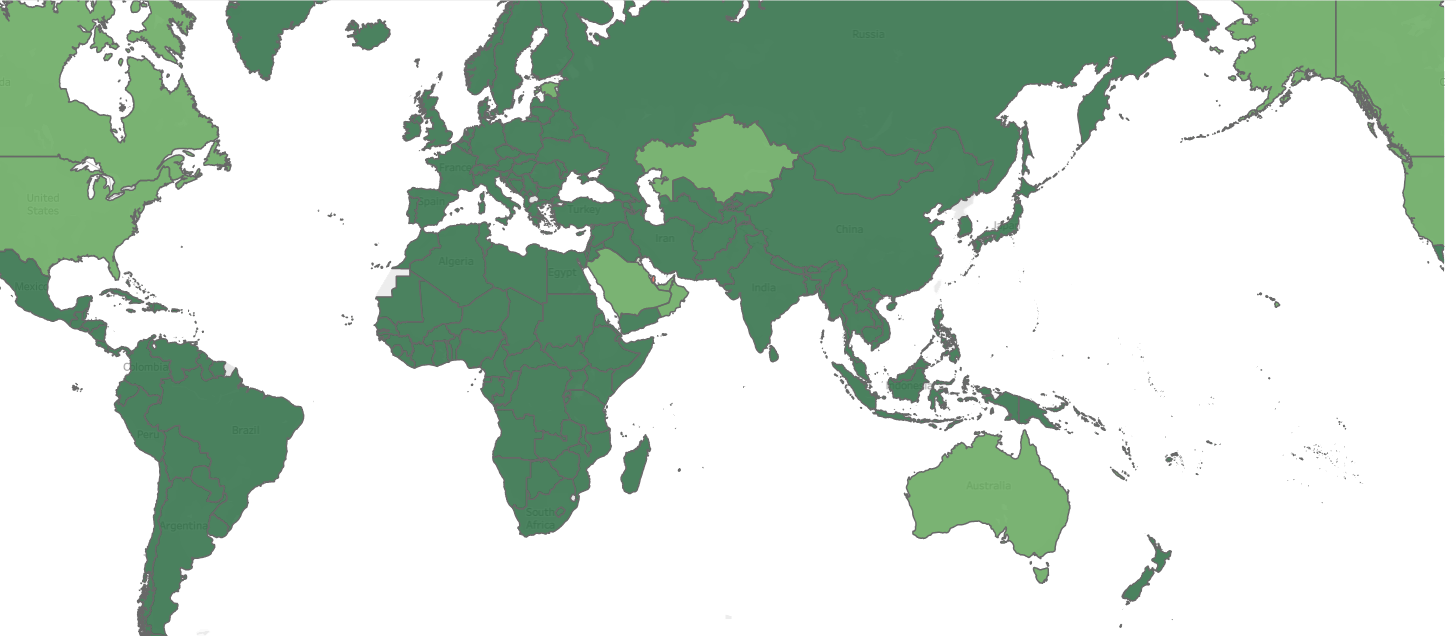 Russia
United
States
France
Spain
Turkey
China
Iran
Algeria
Egypt
India
Mexico
Colombia
Indonesia
Brazil
Peru
Australia
South
Africa
Argentina